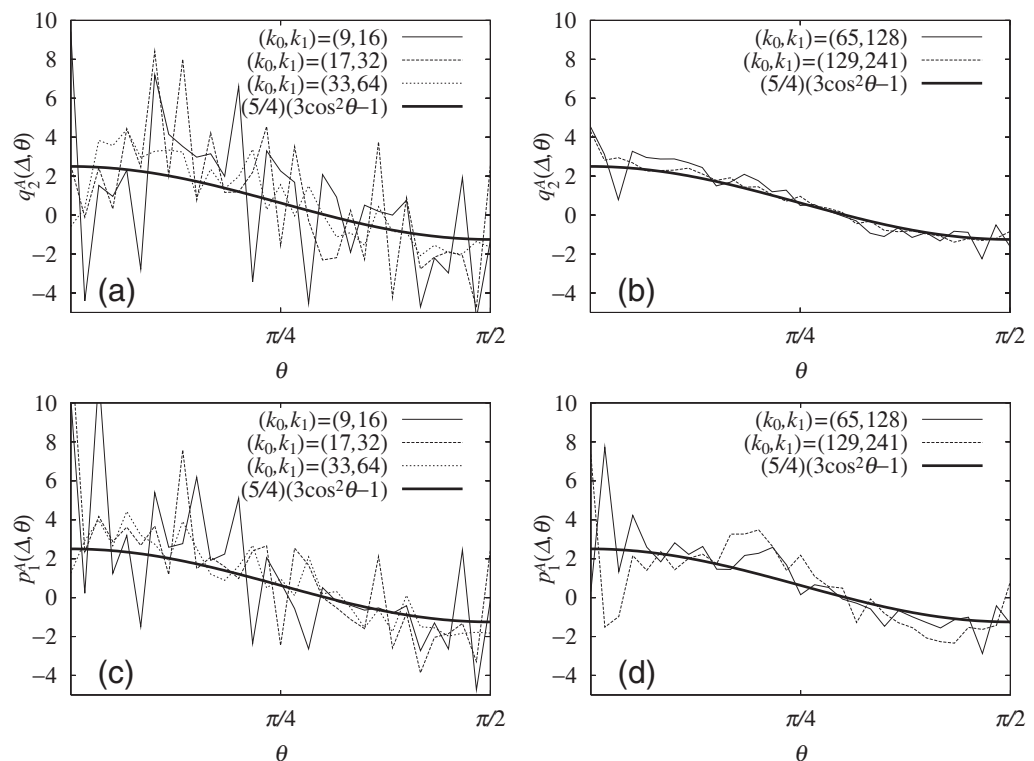 10
8
6
4
2
0
−2
−4
q₂ᴬ(Δ,θ)
(k₀,k₁)=(9,16)
(k₀,k₁)=(17,32)
(k₀,k₁)=(33,64)
(5/4)(3cos²θ−1)
(a)
π/4
π/2
θ
10
8
6
4
2
0
−2
−4
q₂ᴬ(Δ,θ)
(k₀,k₁)=(65,128)
(k₀,k₁)=(129,241)
(5/4)(3cos²θ−1)
(b)
π/4
π/2
θ
10
8
6
4
2
0
−2
−4
p₁ᴬ(Δ,θ)
(k₀,k₁)=(9,16)
(k₀,k₁)=(17,32)
(k₀,k₁)=(33,64)
(5/4)(3cos²θ−1)
(c)
π/4
π/2
θ
10
8
6
4
2
0
−2
−4
p₁ᴬ(Δ,θ)
(k₀,k₁)=(65,128)
(k₀,k₁)=(129,241)
(5/4)(3cos²θ−1)
(d)
π/4
π/2
θ